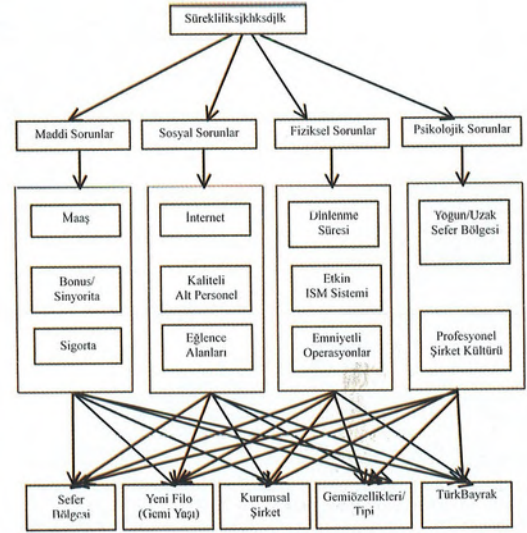 Süreklilіksjkhksdjlk
Maddi Sorunlar
Sosyal Sorunlar
Fiziksel Sorunlar
Psikolojik Sorunlar
Maaş
Bonus/
Sinyorita
Sigorta
İnternet
Kaliteli
Alt Personel
Eğlence
Alanları
Dinlenme
Süresi
Etkin
ISM Sistemi
Emniyetli
Operasyonlar
Yoğun/Uzak
Sefer Bölgesi
Profesyonel
Şirket Kültürü
Sefer
Bölgesi
Yeni Filo
(Gemi Yaşı)
Kurumsal
Şirket
Gemiözellikleri/
Tipi
TürkBayrak